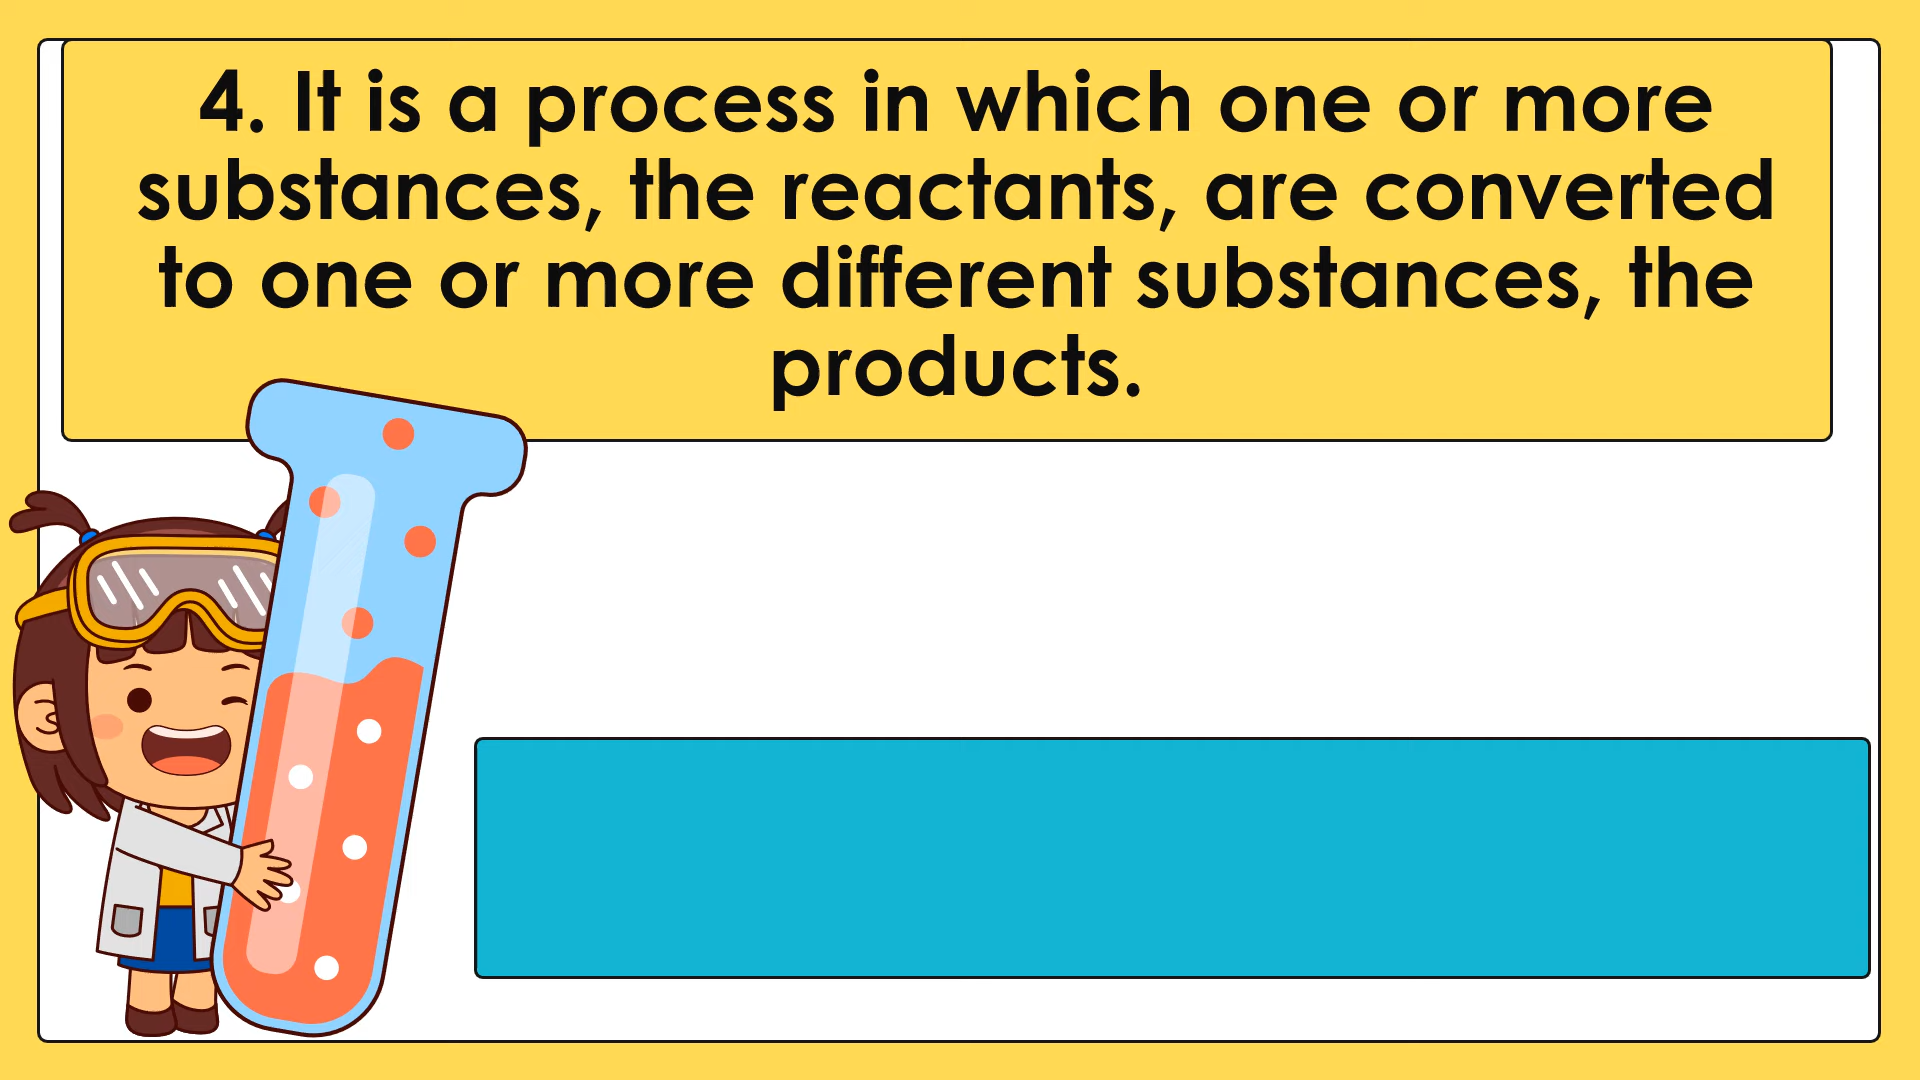 4. It is a process in which one or more
substances, the reactants, are converted
to one or more different substances, the
products.